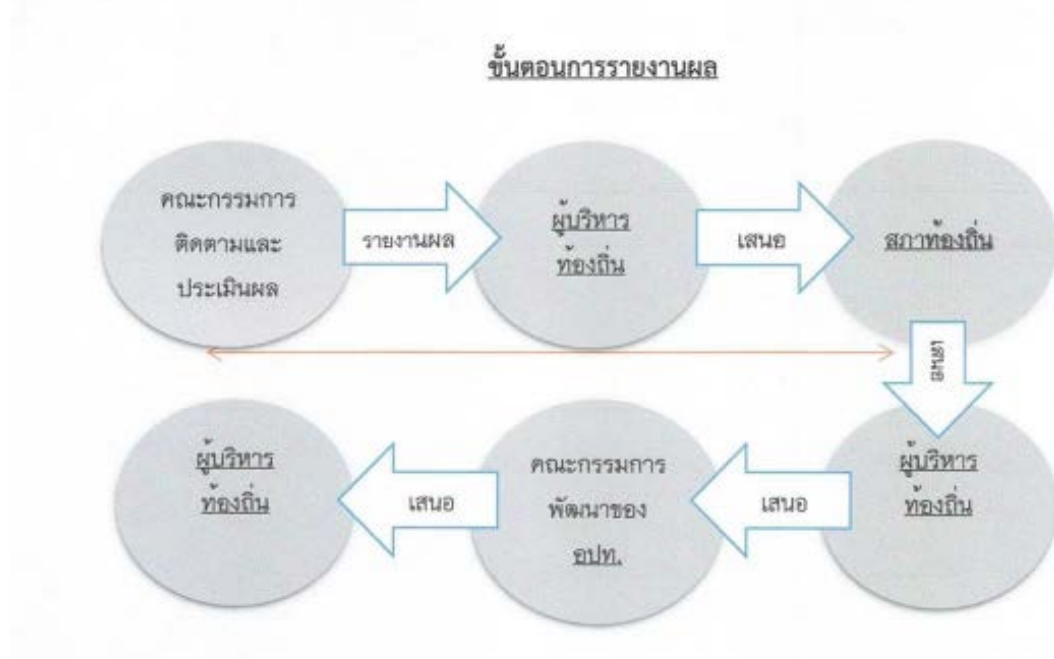 ขั้นตอนการรายงานผล
คณะกรรมการ
ติดตามและ
ประเมินผล
รายงานผล
ผู้บริหาร
ท้องถิ่น
เสนอ
สภาท้องถิ่น
เสนอ
ผู้บริหาร
ท้องถิ่น
เสนอ
คณะกรรมการ
พัฒนาของ
อปท.
เสนอ
ผู้บริหาร
ท้องถิ่น